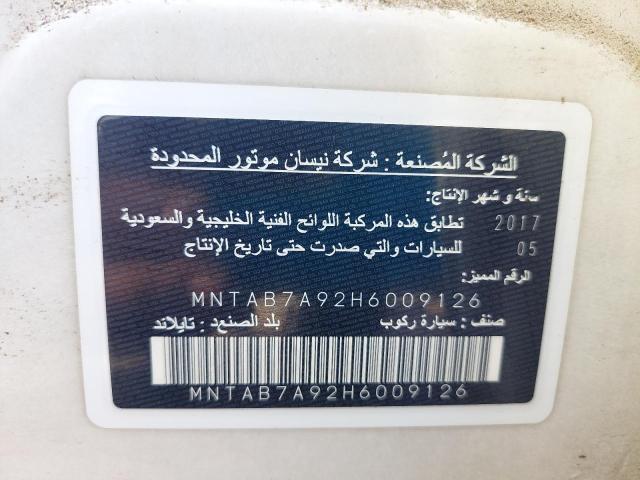 الشركة المُصنعة : شركة نيسان موتور المحدودة
سنة و شهر الإنتاج:
2017 تطابق هذه المركبة اللوائح الفنية الخليجية والسعودية
05 للسيارات والتي صدرت حتى تاريخ الإنتاج
الرقم المميز:
MNTAB7A92H6009126
صنف : سيارة ركوب بلد الصنع: تايلاند
MNTAB7A92H6009126